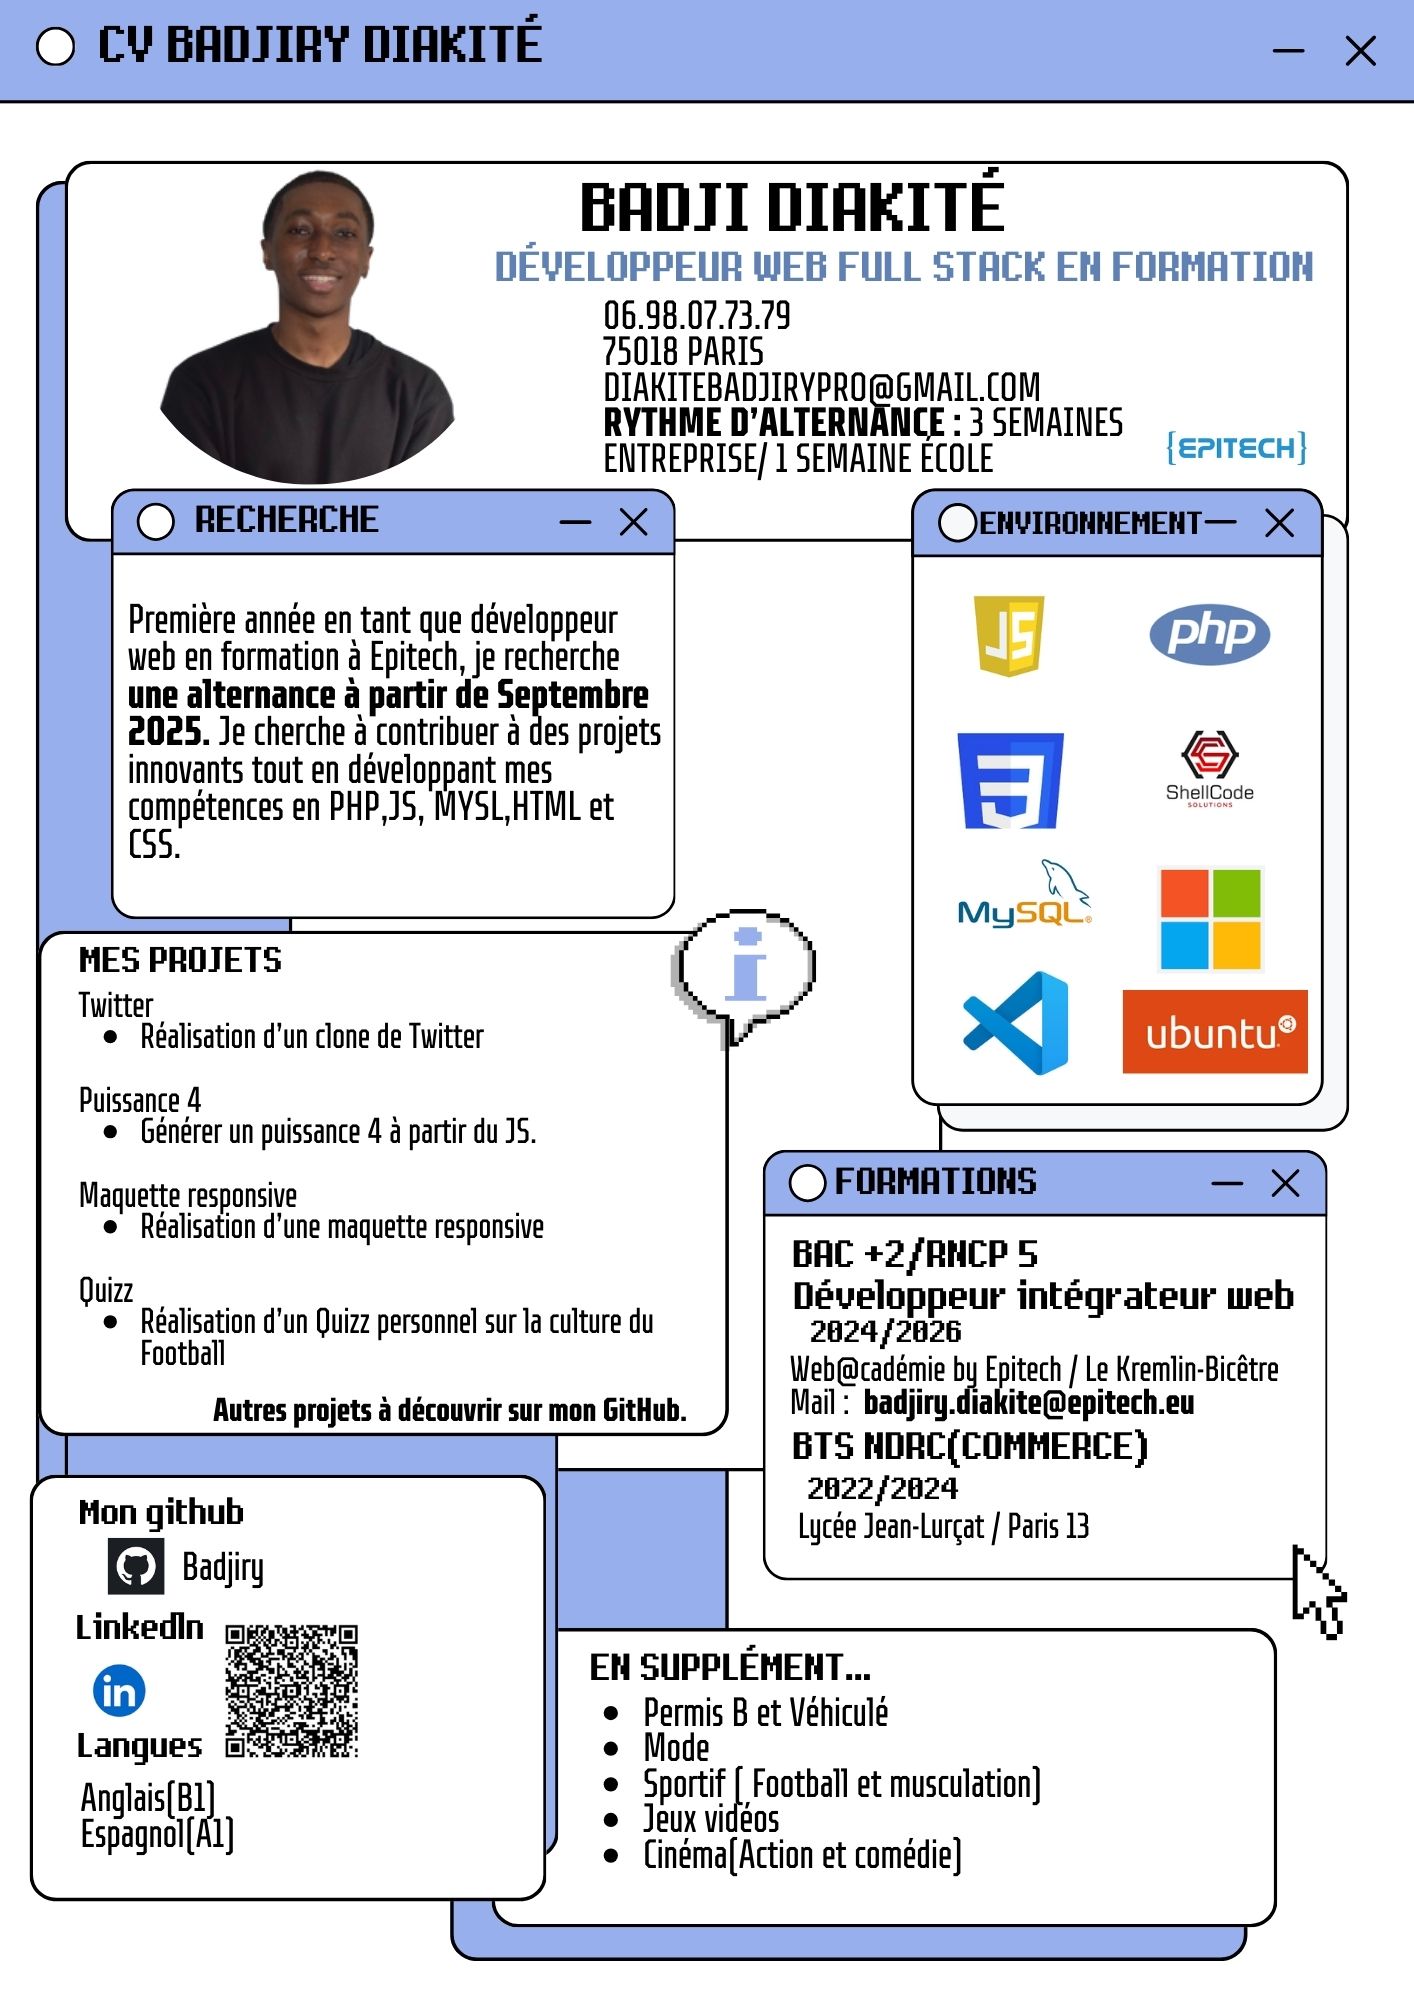 CV BADJIRY DIAKITÉ
BADJI DIAKITÉ
DÉVELOPPEUR WEB FULL STACK EN FORMATION
06.98.07.73.79
75018 PARIS
DIAKITEBADJIRYPRO@GMAIL.COM
RYTHME D'ALTERNANCE : 3 SEMAINES
ENTREPRISE/ 1 SEMAINE ÉCOLE
{EPITECH}
RECHERCHE
Première année en tant que développeur
web en formation à Epitech, je recherche
une alternance à partir de Septembre
2025. Je cherche à contribuer à des projets
innovants tout en développant mes
compétences en PHP,JS, MYSL,HTML et
CSS.
ENVIRONNEMENT
JS
php
3
ShellCode
SOLUTIONS
MySQL®
ubuntu
MES PROJETS
Twitter
• Réalisation d'un clone de Twitter
Puissance 4
• Générer un puissance 4 à partir du JS.
Maquette responsive
• Réalisation d'une maquette responsive
Quizz
• Réalisation d'un Quizz personnel sur la culture du
Football
Autres projets à découvrir sur mon GitHub.
i
FORMATIONS
BAC +2/RNCP 5
Développeur intégrateur web
2024/2026
Web@cadémie by Epitech / Le Kremlin-Bicêtre
Mail : badjiry.diakite@epitech.eu
BTS NDRC(COMMERCE)
2022/2024
Lycée Jean-Lurçat / Paris 13
Mon github
Badjiry
LinkedIn
in
Langues
Anglais(B1)
Espagnol(A1)
EN SUPPLÉMENT...
• Permis B et Véhiculé
• Mode
• Sportif ( Football et musculation)
• Jeux vidéos
• Cinéma(Action et comédie)